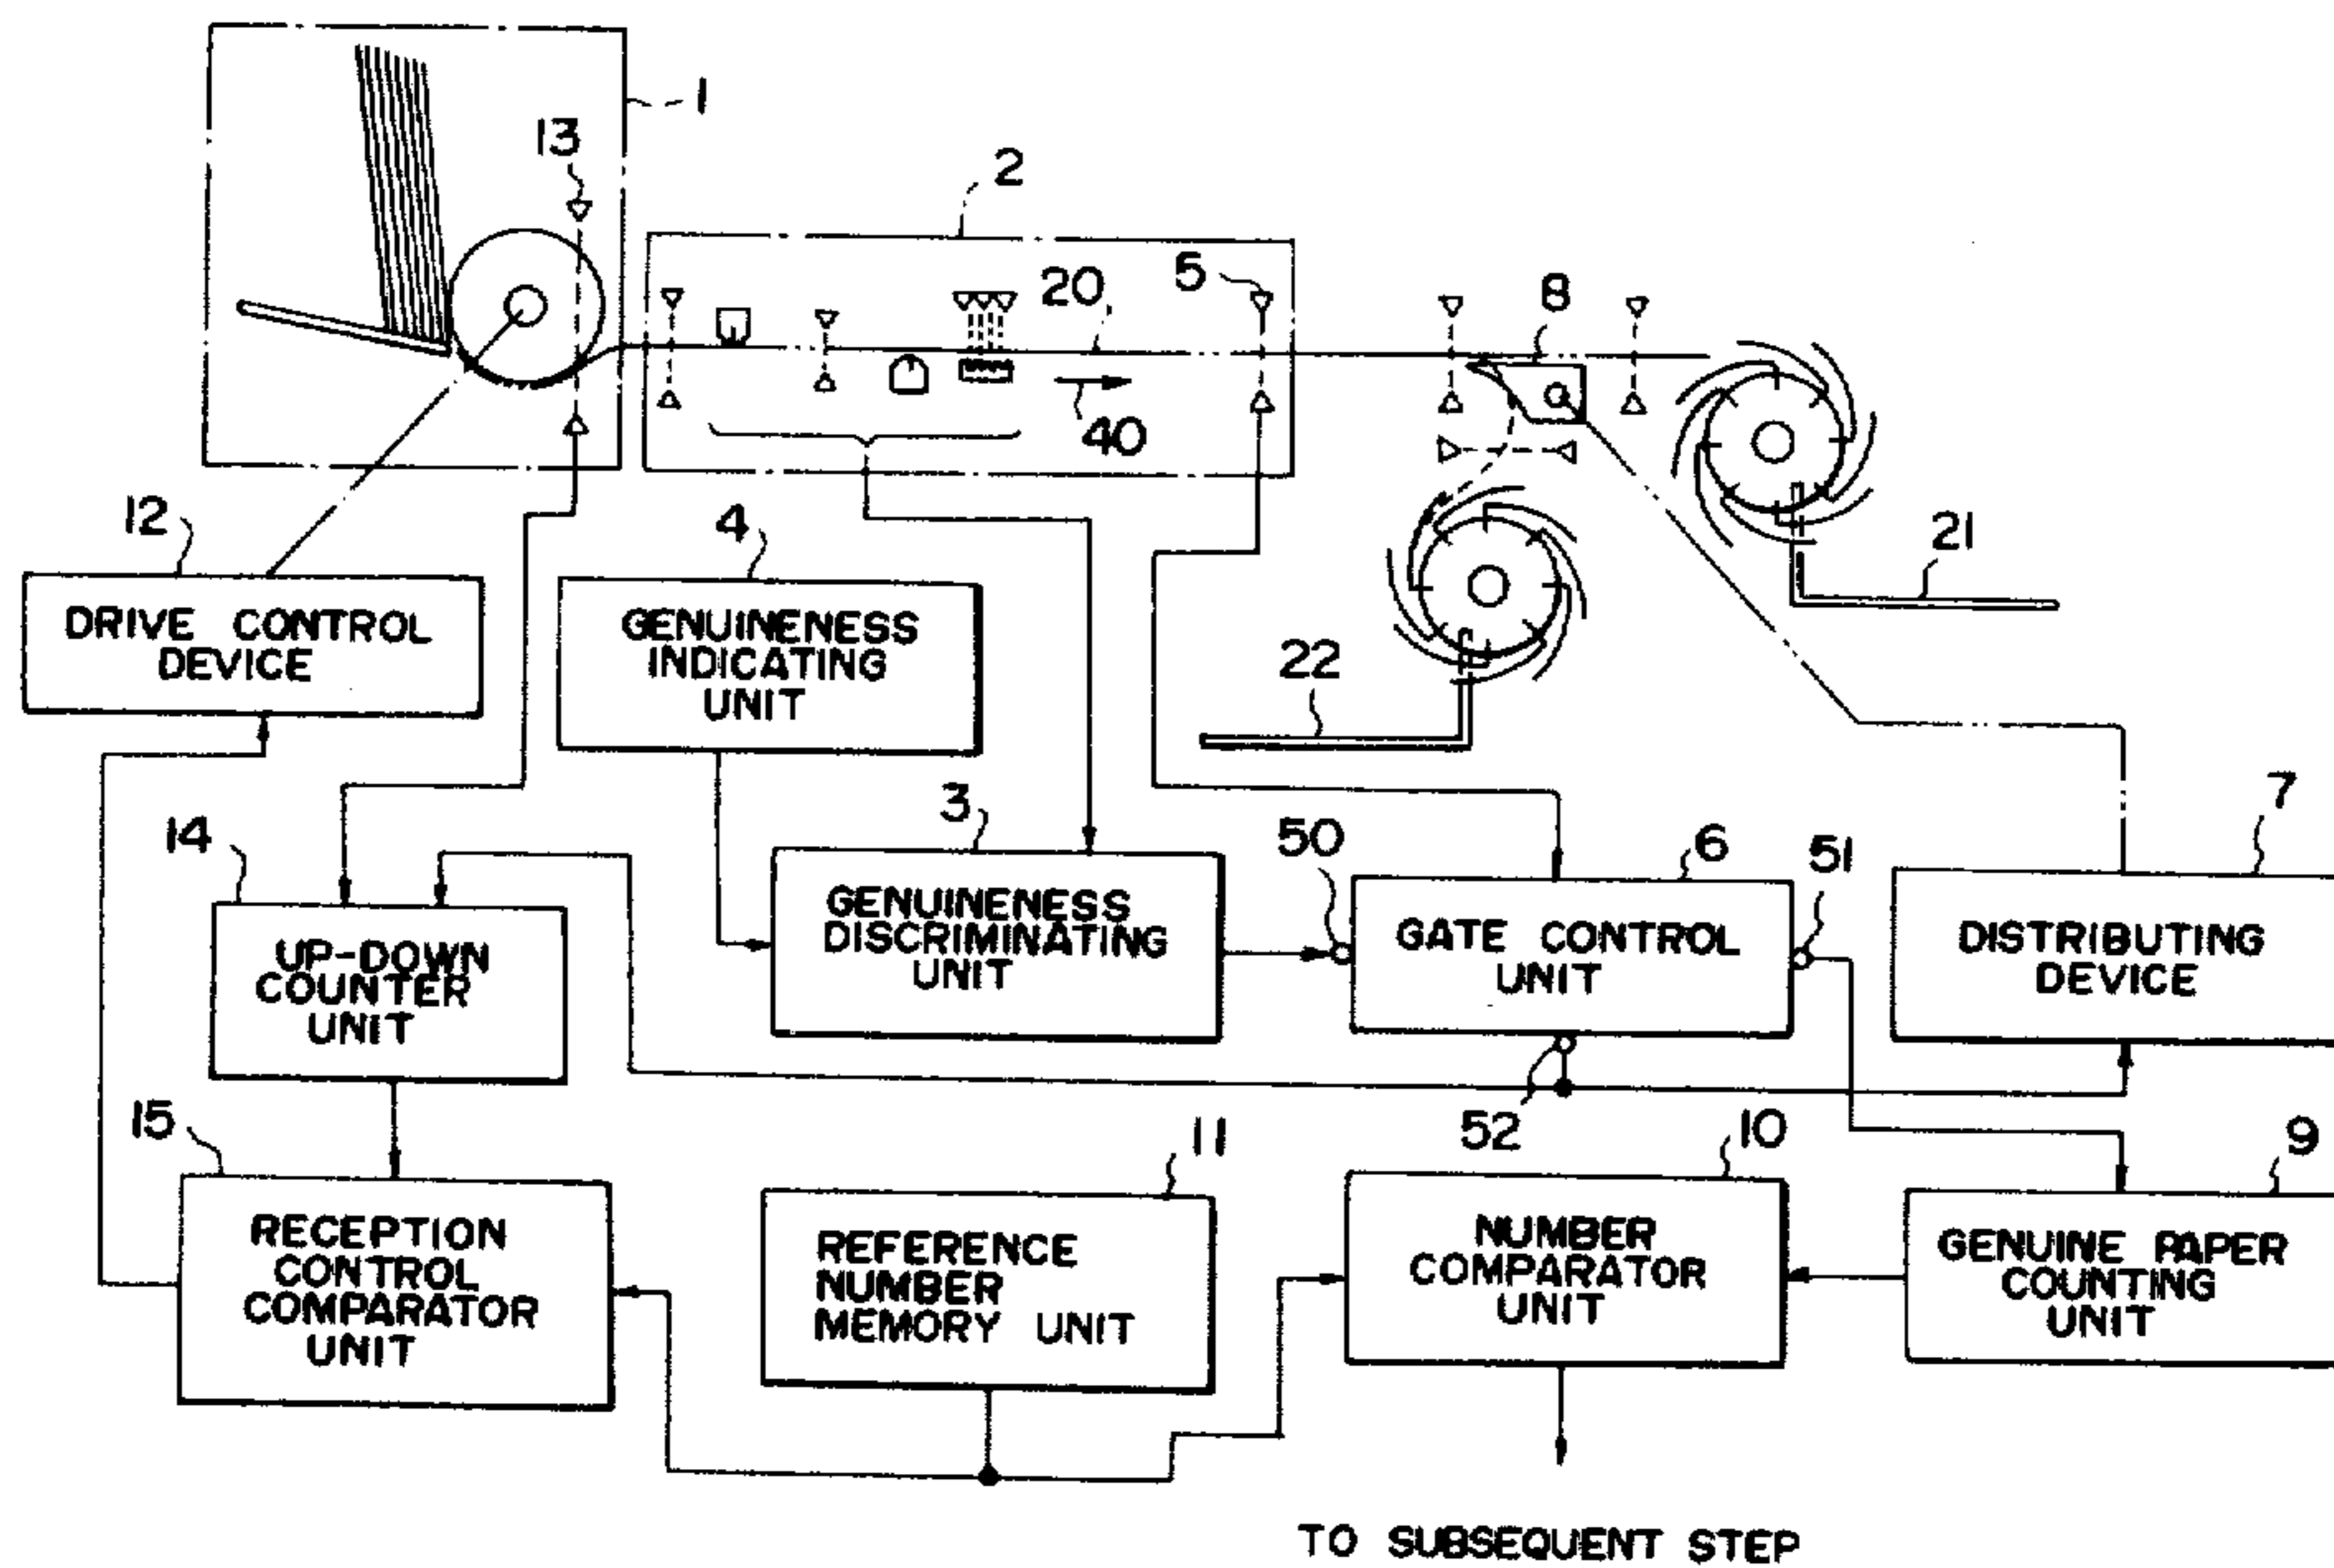 1
13
2
5
20
8
40
12
4
21
DRIVE CONTROL
DEVICE
GENUINENESS
INDICATING
UNIT
22
3
7
14
50
6
51
GENUINENESS
DISCRIMINATING
UNIT
GATE CONTROL
UNIT
DISTRIBUTING
DEVICE
UP-DOWN
COUNTER
UNIT
15
11
52
10
9
RECEPTION
CONTROL
COMPARATOR
UNIT
REFERENCE
NUMBER
MEMORY UNIT
NUMBER
COMPARATOR
UNIT
GENUINE PAPER
COUNTING
UNIT
TO SUBSEQUENT STEP